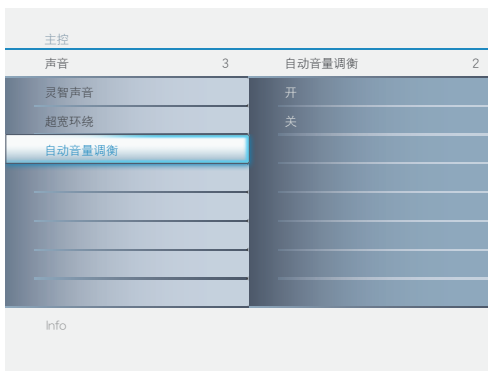 主控
声音 3 自动音量调衡 2
灵智声音 开
超宽环绕 关
自动音量调衡
Info